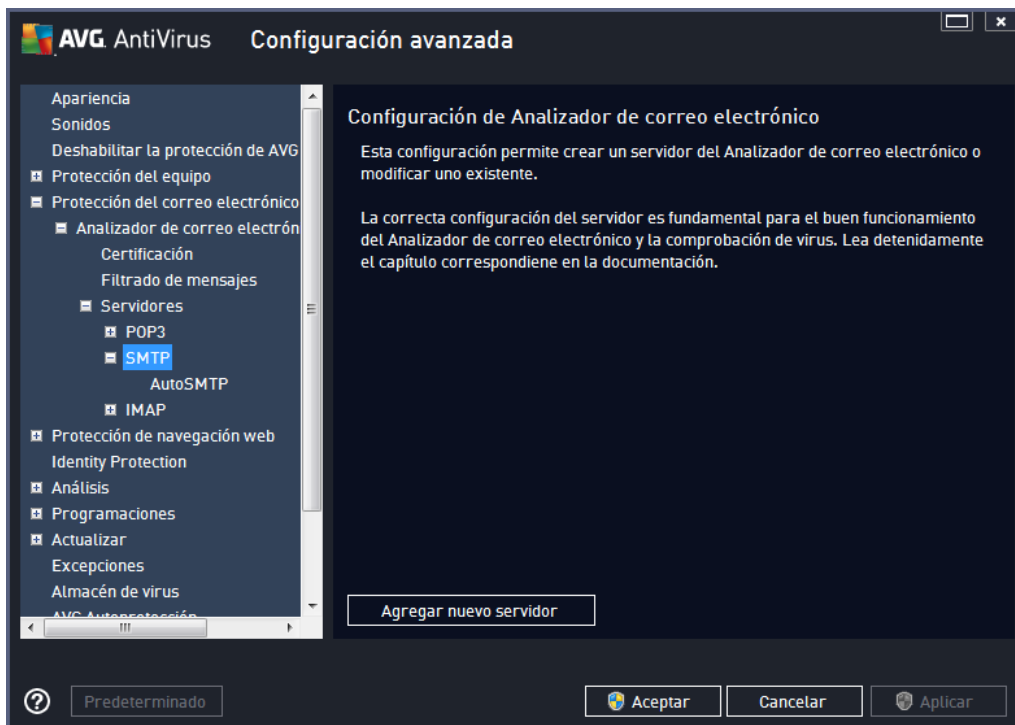 AVG. AntiVirus Configuración avanzada
Apariencia
Sonidos
Deshabilitar la protección de AVG
Protección del equipo
Protección del correo electrónico
Analizador de correo electrón
Certificación
Filtrado de mensajes
Servidores
POP3
SMTP
AutoSMTP
IMAP
Protección de navegación web
Identity Protection
Análisis
Programaciones
Actualizar
Excepciones
Almacén de virus
AVG Autoprotección
Configuración de Analizador de correo electrónico
Esta configuración permite crear un servidor del Analizador de correo electrónico o
modificar uno existente.
La correcta configuración del servidor es fundamental para el buen funcionamiento
del Analizador de correo electrónico y la comprobación de virus. Lea detenidamente
el capítulo correspondiene en la documentación.
Agregar nuevo servidor
? Predeterminado Aceptar Cancelar Aplicar